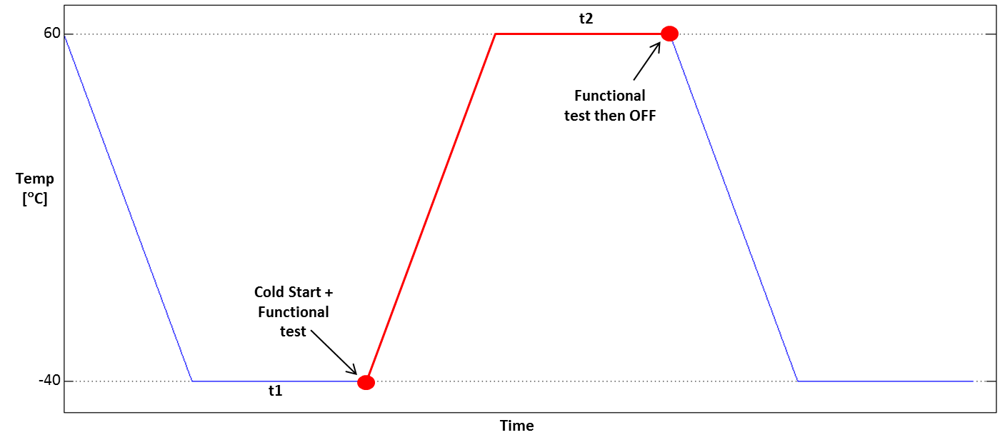 t2
60
Functional
test then OFF
Temp
[°C]
Cold Start +
Functional
test
-40
t1
Time